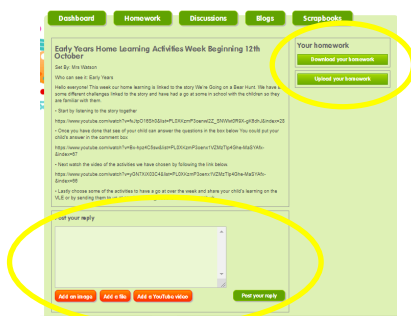 Dashboard Homework Discussions Blogs Scrapbooks
Early Years Home Learning Activities Week Beginning 12th
October
Set By: Mrs Watson
Who can see it: Early Years
Hello everyone! This week our home learning is linked to the story We're Going on a Bear Hunt. We have
some different challenges linked to the story and have had a go at some in school with the children so they
are familiar with them.
- Start by listening to the story together
- Once you have done that see of your child can answer the questions in the box below You could put your
child's answer in the comment box
&index=57
- Next watch the video of the activities we have chosen by following the link below
&index=56
- Lastly choose some of the activities to have a go at over the week and share your child's learning on the
VLE or by sending them to
Post your reply
Add an image Add a file Add a YouTube video Post your reply
Your homework
Download your homework
Upload your homework